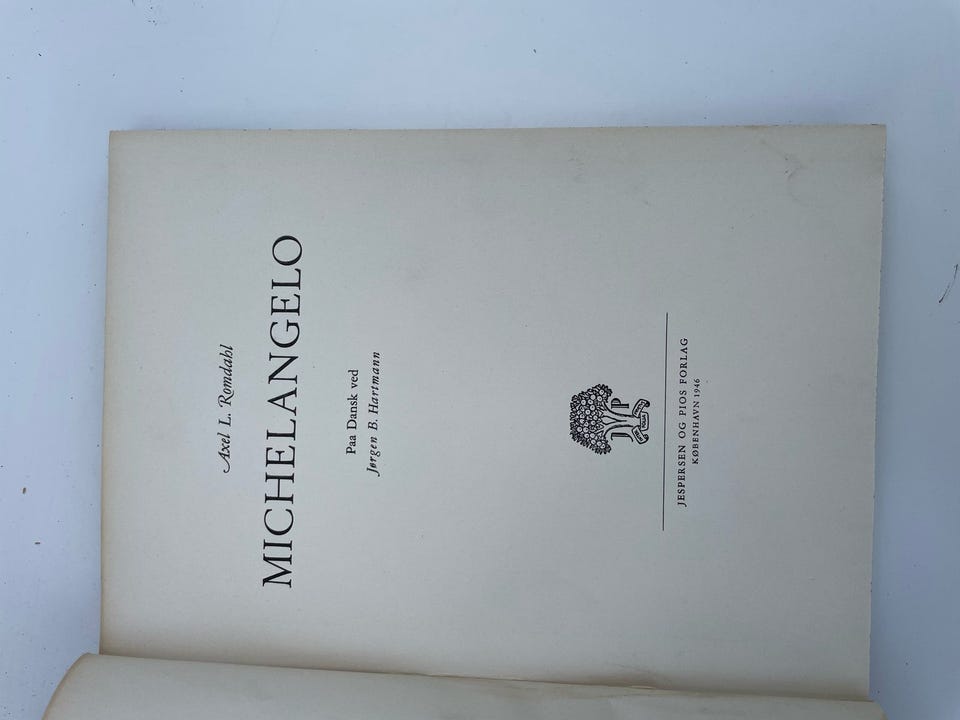 Axel L. Romdahl
MICHELANGELO
Paa Dansk ved
Jørgen B. Hartmann
J P
JESPERSEN OG PIOS FORLAG
KØBENHAVN 1946